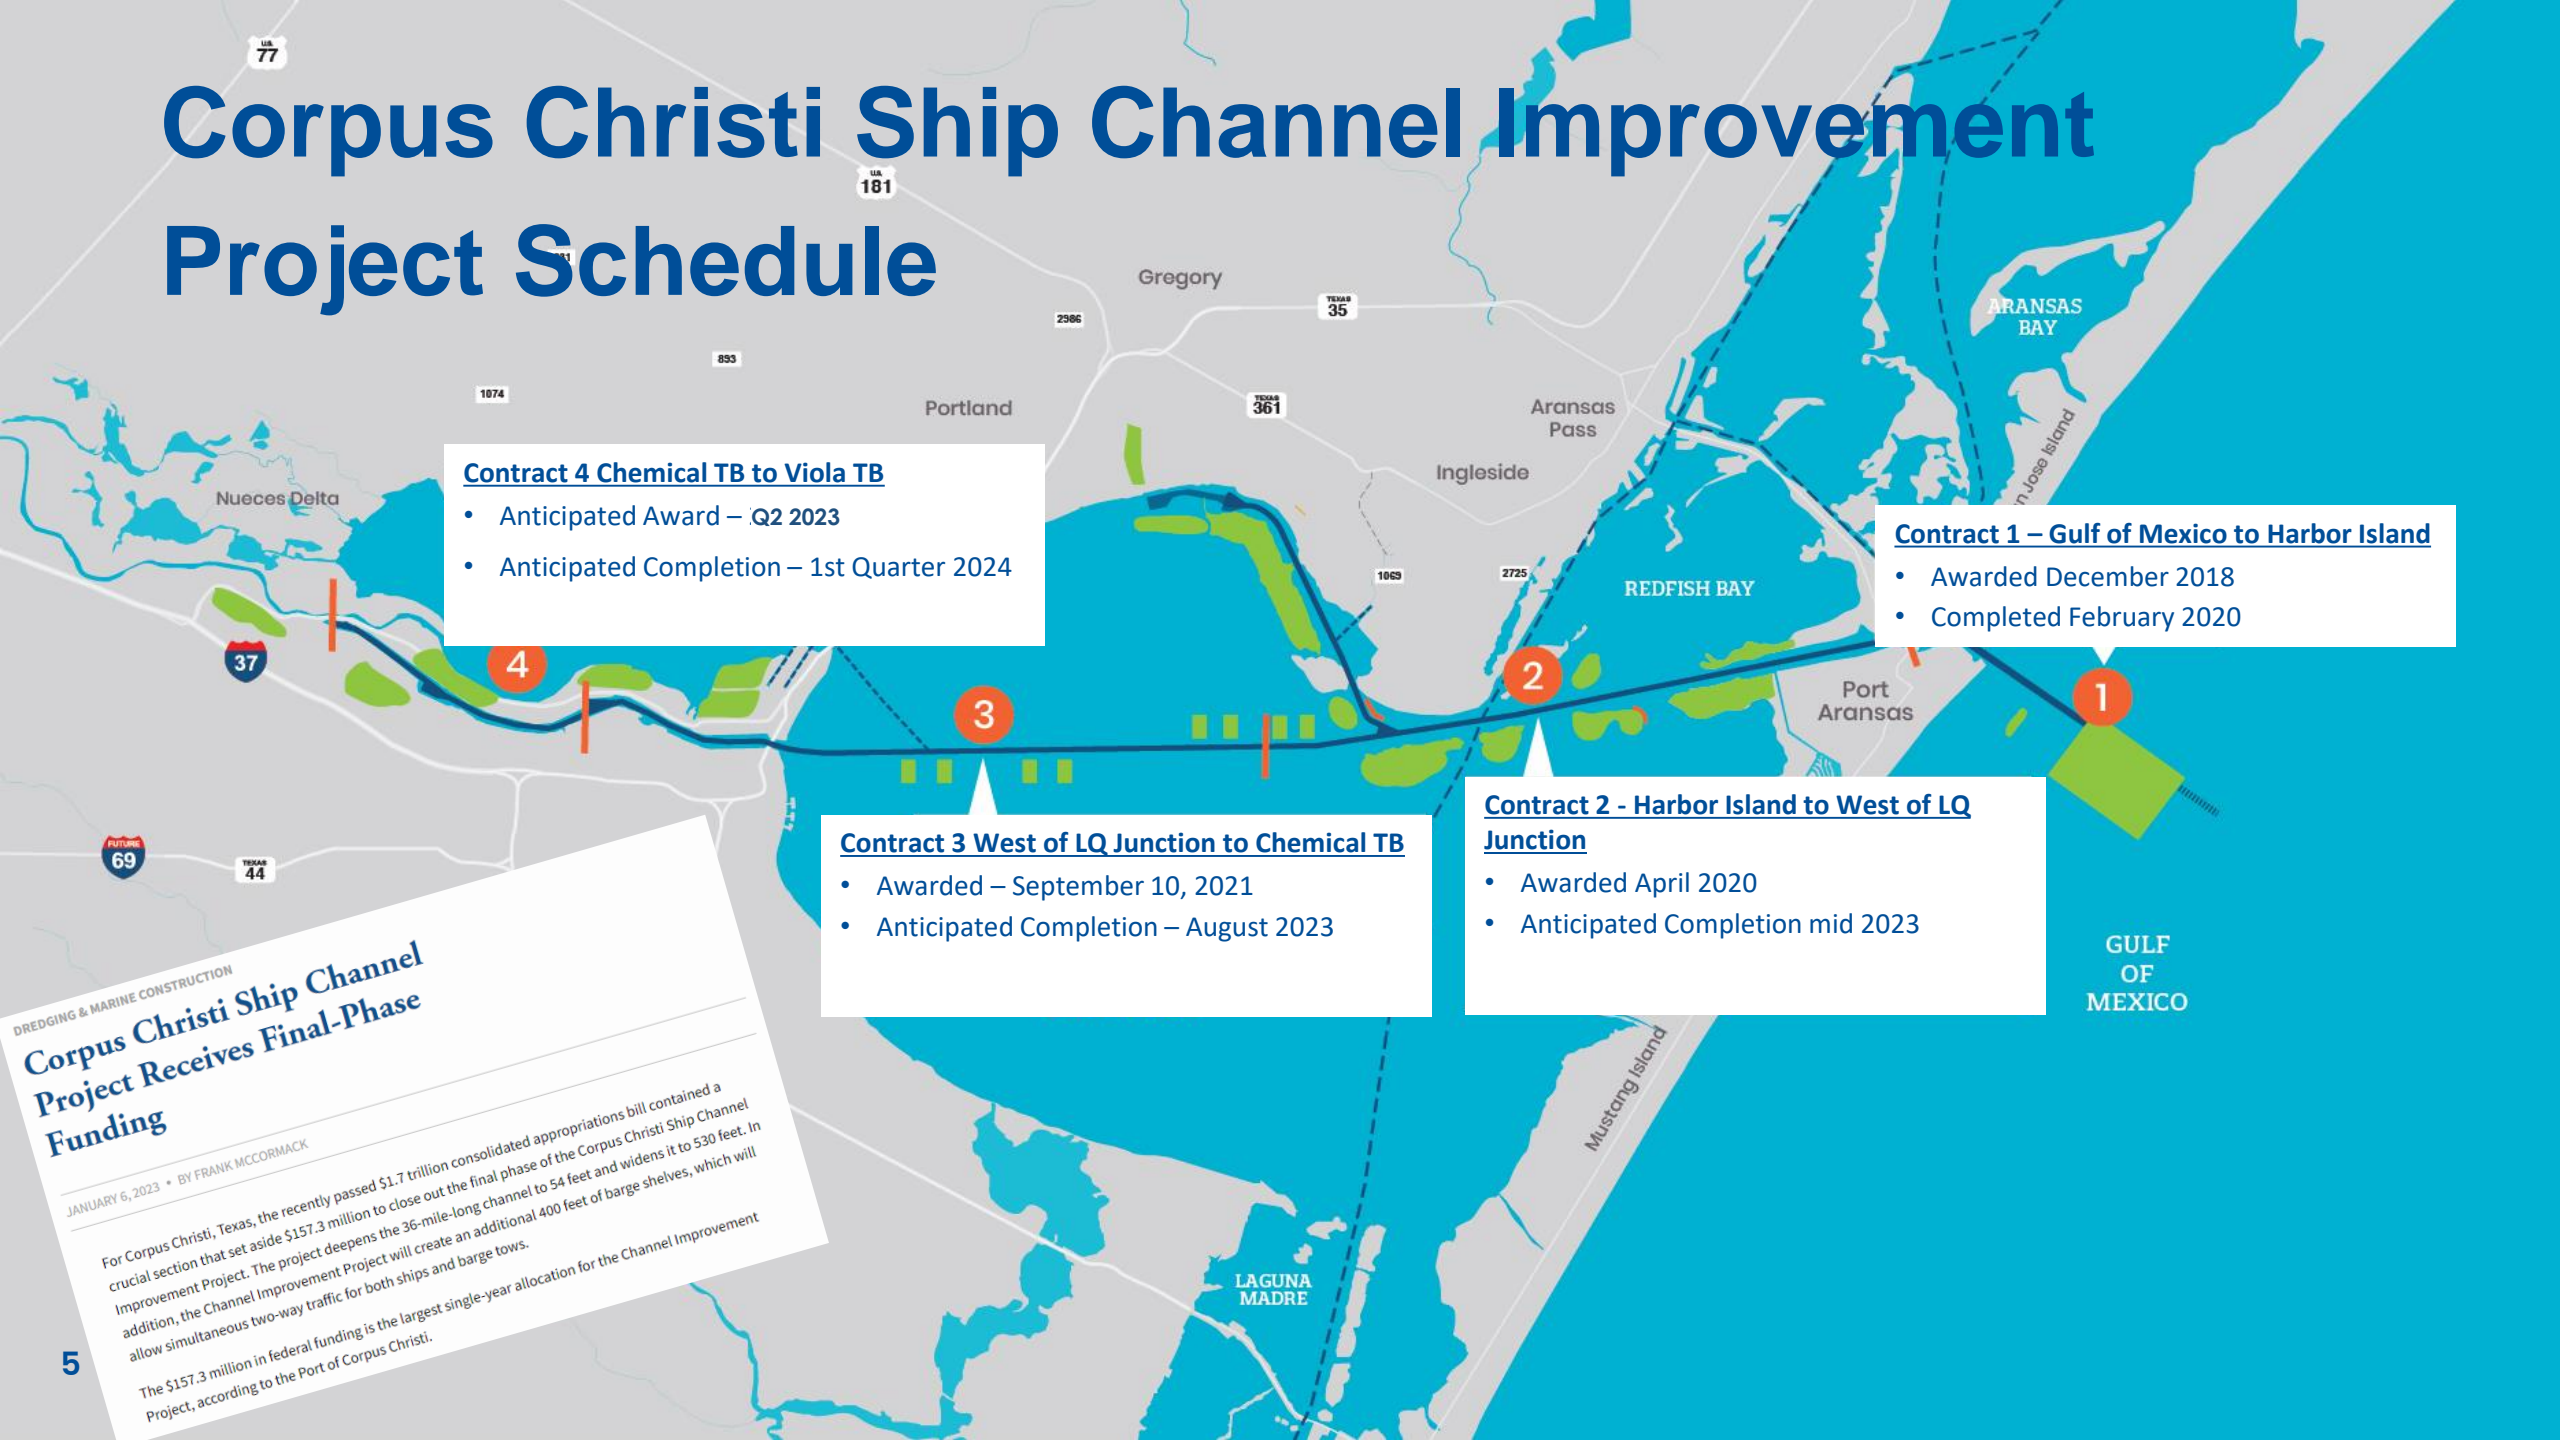 U.S.
77
Corpus Christi Ship Channel Improvement
Project Schedule
U.S.
181
Gregory
TEXAS
35
2986
893
1074
Portland
TEXAS
361
Aransas
Pass
Ingleside
ARANSAS
BAY
n Jose Island
Nueces Delta
Contract 4 Chemical TB to Viola TB
• Anticipated Award – Q2 2023
• Anticipated Completion – 1st Quarter 2024
Contract 1 – Gulf of Mexico to Harbor Island
• Awarded December 2018
• Completed February 2020
1069
2725
REDFISH BAY
37
4
3
2
1
Port
Aransas
Contract 3 West of LQ Junction to Chemical TB
• Awarded – September 10, 2021
• Anticipated Completion – August 2023
Contract 2 - Harbor Island to West of LQ
Junction
• Awarded April 2020
• Anticipated Completion mid 2023
FUTURE
69
TEXAS
44
GULF
OF
MEXICO
Mustang Island
LAGUNA
MADRE
DREDGING & MARINE CONSTRUCTION
Corpus Christi Ship Channel
Project Receives Final-Phase
Funding
JANUARY 6, 2023 • BY FRANK MCCORMACK
For Corpus Christi, Texas, the recently passed $1.7 trillion consolidated appropriations bill contained a
crucial section that set aside $157.3 million to close out the final phase of the Corpus Christi Ship Channel
Improvement Project. The project deepens the 36-mile-long channel to 54 feet and widens it to 530 feet. In
addition, the Channel Improvement Project will create an additional 400 feet of barge shelves, which will
allow simultaneous two-way traffic for both ships and barge tows.
The $157.3 million in federal funding is the largest single-year allocation for the Channel Improvement
Project, according to the Port of Corpus Christi.
5